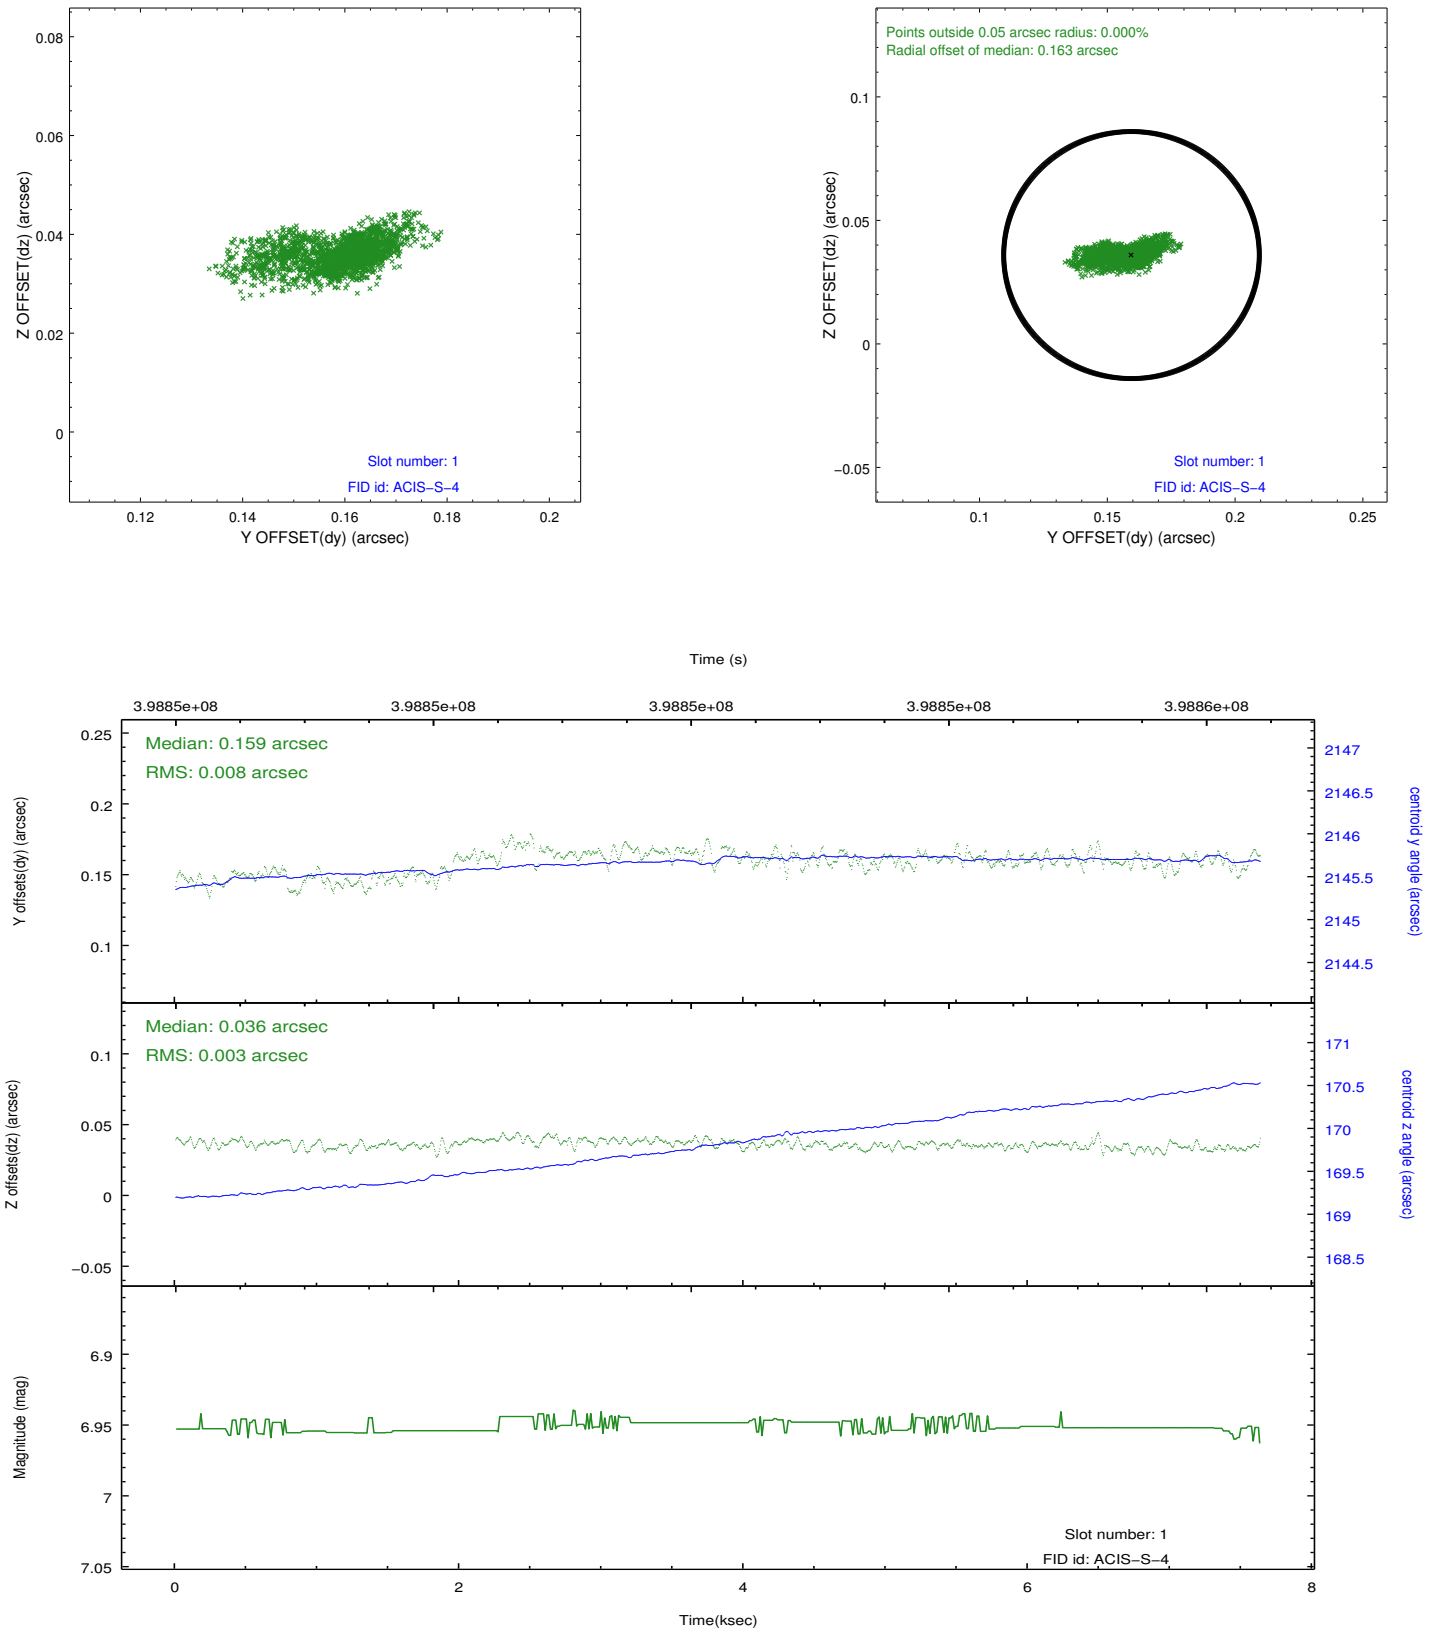 0.08
0.06
0.04
0.02
0
Z OFFSET(dz) (arcsec)
Slot number: 1
FID id: ACIS−S−4
0.12 0.14 0.16 0.18 0.2
Y OFFSET(dy) (arcsec)
Points outside 0.05 arcsec radius: 0.000%
Radial offset of median: 0.163 arcsec
0.1
0.05
0
−0.05
Z OFFSET(dz) (arcsec)
Slot number: 1
FID id: ACIS−S−4
0.1 0.15 0.2 0.25
Y OFFSET(dy) (arcsec)
Time (s)
3.9885e+08 3.9885e+08 3.9885e+08 3.9885e+08 3.9886e+08
Median: 0.159 arcsec
RMS: 0.008 arcsec
0.25
0.2
0.15
0.1
Y offsets(dy) (arcsec)
2147
2146.5
2146
2145.5
2145
2144.5
centroid y angle (arcsec)
Median: 0.036 arcsec
RMS: 0.003 arcsec
0.1
0.05
0
−0.05
Z offsets(dz) (arcsec)
171
170.5
170
169.5
169
168.5
centroid z angle (arcsec)
6.9
6.95
7
7.05
Magnitude (mag)
Slot number: 1
FID id: ACIS−S−4
0 2 4 6 8
Time(ksec)